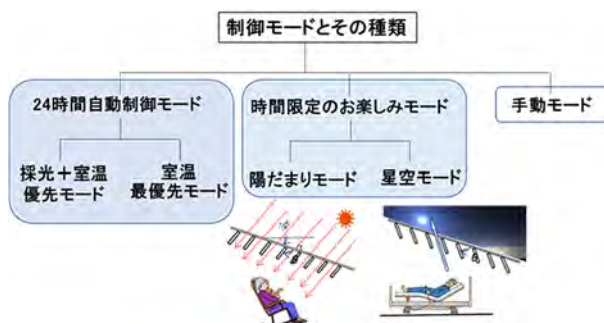 制御モードとその種類
24時間自動制御モード
時間限定のお楽しみモード
手動モード
採光＋室温
優先モード
室温
最優先モード
陽だまりモード
星空モード